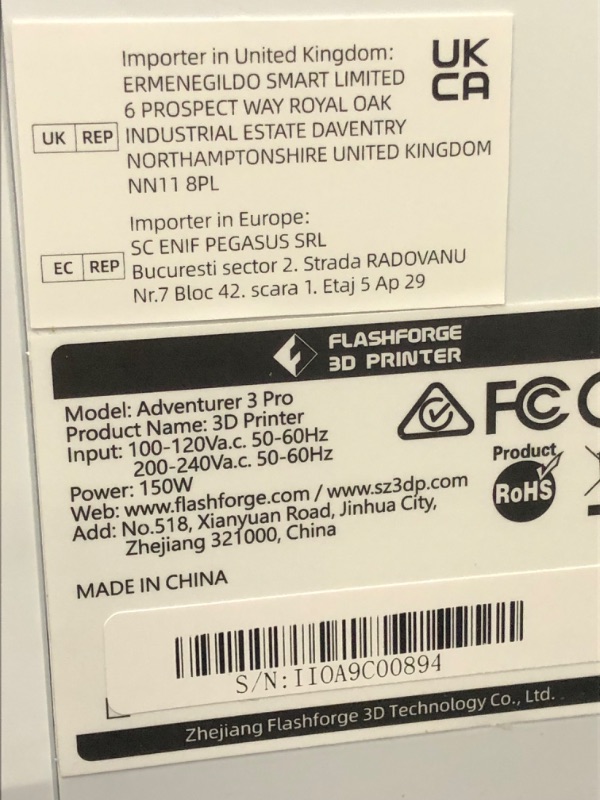 Importer in United Kingdom:
ERMENEGILDO SMART LIMITED
6 PROSPECT WAY ROYAL OAK
INDUSTRIAL ESTATE DAVENTRY
NORTHAMPTONSHIRE UNITED KINGDOM
NN11 8PL
UK REP
UK
CA
Importer in Europe:
SC ENIF PEGASUS SRL
Bucuresti sector 2. Strada RADOVANU
Nr.7 Bloc 42. scara 1. Etaj 5 Ap 29
EC REP
FLASHFORGE
3D PRINTER
Model: Adventurer 3 Pro
Product Name: 3D Printer
Input: 100-120Va.c. 50-60Hz
200-240Va.c. 50-60Hz
Power: 150W
Web: www.flashforge.com / www.sz3dp.com
Add: No.518, Xianyuan Road, Jinhua City,
Zhejiang 321000, China
FC
Product
RoHS
MADE IN CHINA
S/N:IIOA9C00894
Zhejiang Flashforge 3D Technology Co., Ltd.